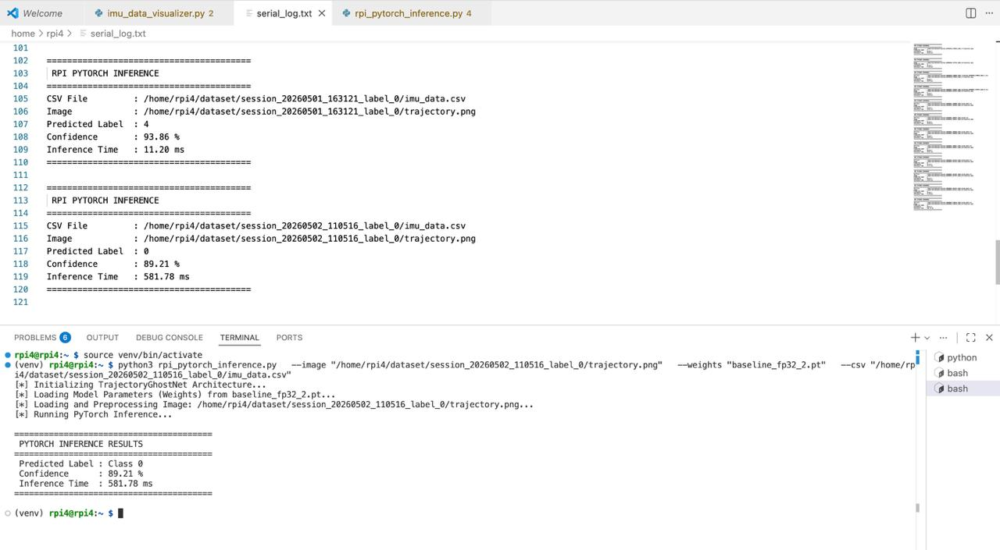 Welcome
imu_data_visualizer.py 2
serial_log.txt
rpi_pytorch_inference.py 4
home > rpi4 > serial_log.txt
101
102 ========================================
103 RPI PYTORCH INFERENCE
104 ========================================
105 CSV File : /home/rpi4/dataset/session_20260501_163121_label_0/imu_data.csv
106 Image : /home/rpi4/dataset/session_20260501_163121_label_0/trajectory.png
107 Predicted Label : 4
108 Confidence : 93.86 %
109 Inference Time : 11.20 ms
110 ========================================
111
112 ========================================
113 RPI PYTORCH INFERENCE
114 ========================================
115 CSV File : /home/rpi4/dataset/session_20260502_110516_label_0/imu_data.csv
116 Image : /home/rpi4/dataset/session_20260502_110516_label_0/trajectory.png
117 Predicted Label : 0
118 Confidence : 89.21 %
119 Inference Time : 581.78 ms
120 ========================================
121
PROBLEMS 6 OUTPUT DEBUG CONSOLE TERMINAL PORTS
rpi4@rpi4:~ $ source venv/bin/activate
(venv) rpi4@rpi4:~ $ python3 rpi_pytorch_inference.py --image "/home/rpi4/dataset/session_20260502_110516_label_0/trajectory.png" --weights "baseline_fp32_2.pt" --csv "/home/rp
i4/dataset/session_20260502_110516_label_0/imu_data.csv"
[*] Initializing TrajectoryGhostNet Architecture...
[*] Loading Model Parameters (Weights) from baseline_fp32_2.pt...
[*] Loading and Preprocessing Image: /home/rpi4/dataset/session_20260502_110516_label_0/trajectory.png...
[*] Running PyTorch Inference...
========================================
PYTORCH INFERENCE RESULTS
========================================
Predicted Label : Class 0
Confidence : 89.21 %
Inference Time : 581.78 ms
========================================
(venv) rpi4@rpi4:~ $
python
bash
bash